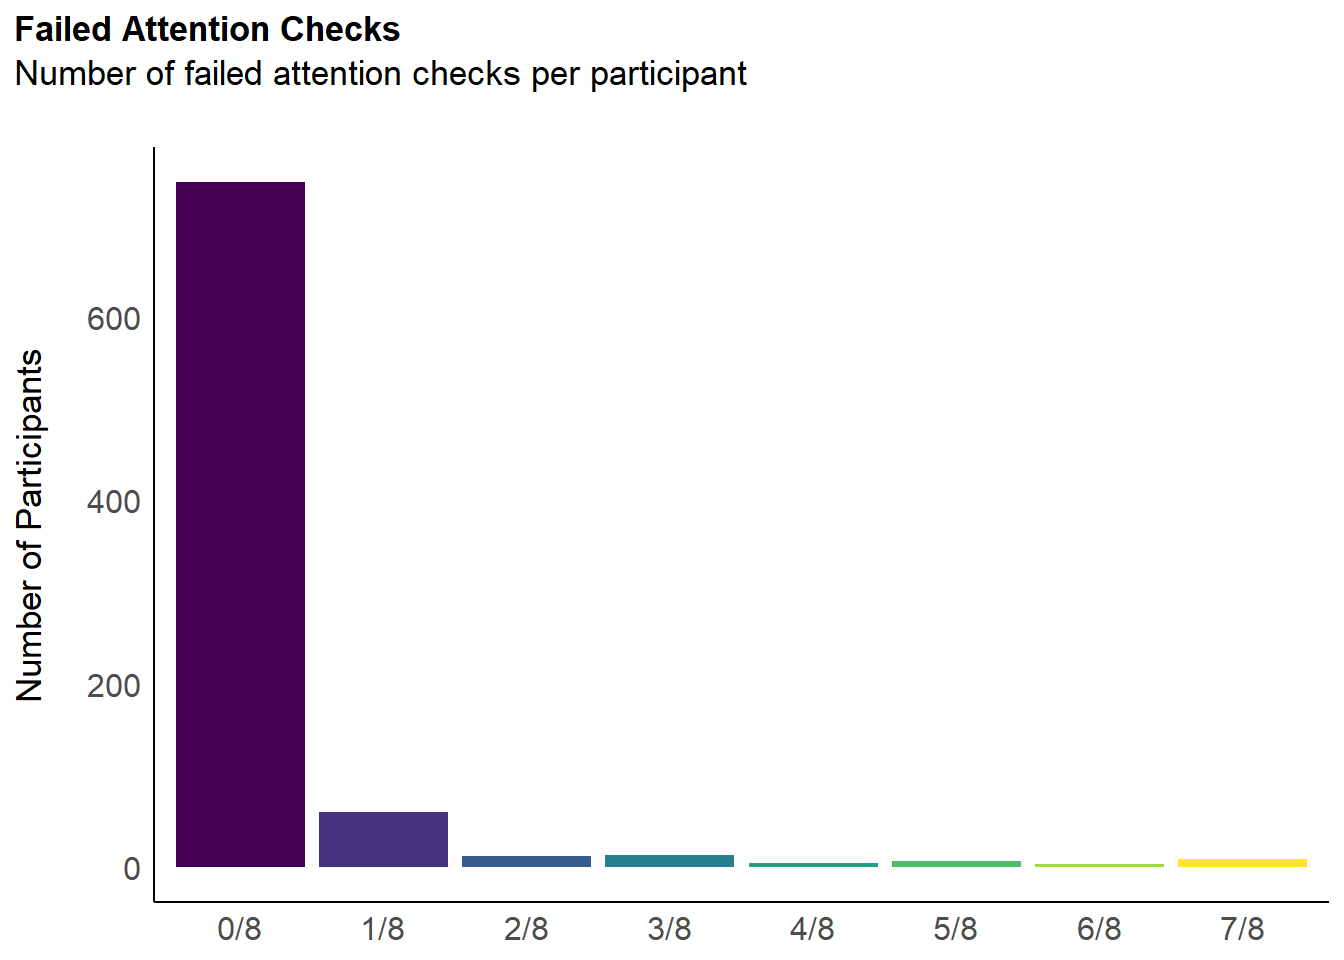 Failed Attention Checks
Number of failed attention checks per participant
Number of Participants
600
400
200
0
0/8 1/8 2/8 3/8 4/8 5/8 6/8 7/8